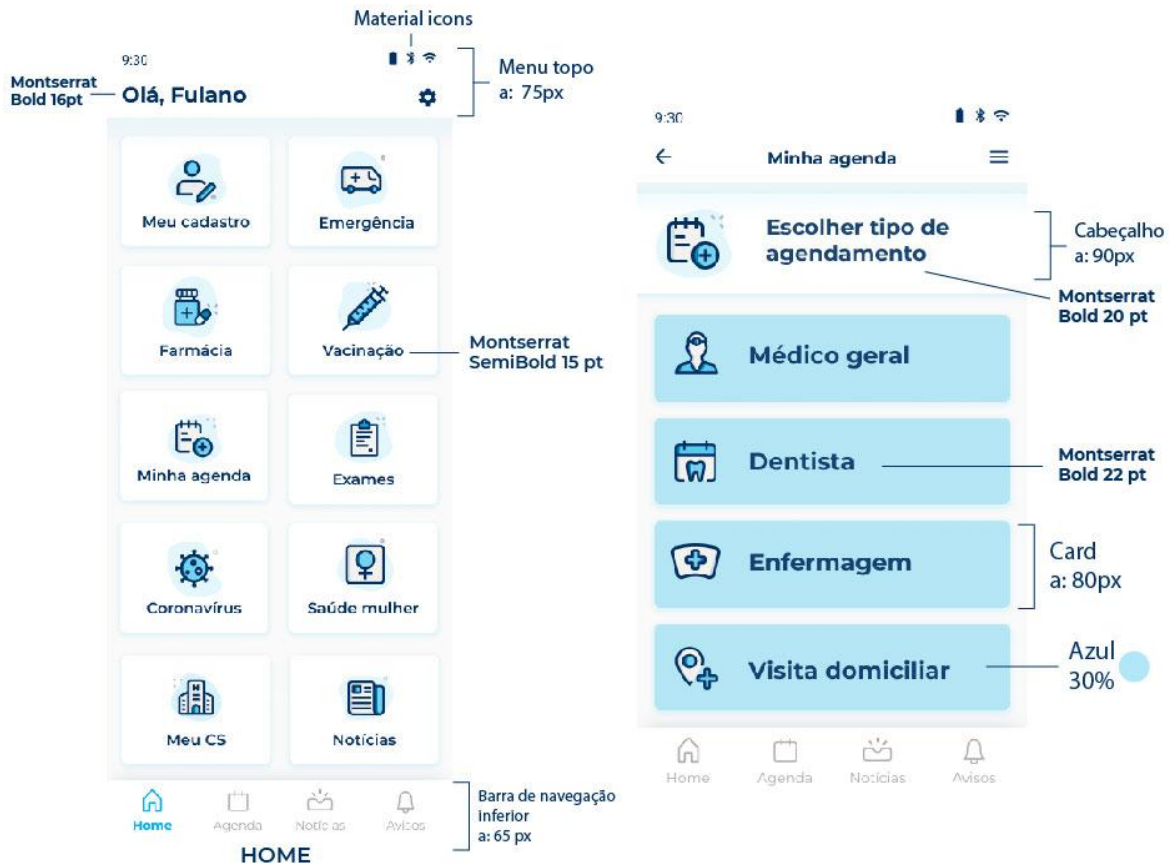 Material icons
9:30
Menu topo
a: 75px
Montserrat
Bold 16pt
Olá, Fulano
Meu cadastro
Emergência
Farmácia
Vacinação
Montserrat
SemiBold 15 pt
Minha agenda
Exames
Coronavírus
Saúde mulher
Meu CS
Notícias
Home
Agenda
Notícias
Avisos
Barra de navegação
inferior
a: 65 px
HOME
9:30
Minha agenda
Escolher tipo de
agendamento
Cabeçalho
a: 90px
Montserrat
Bold 20 pt
Médico geral
Dentista
Montserrat
Bold 22 pt
Enfermagem
Card
a: 80px
Visita domiciliar
Azul
30%
Home
Agenda
Notícias
Avisos